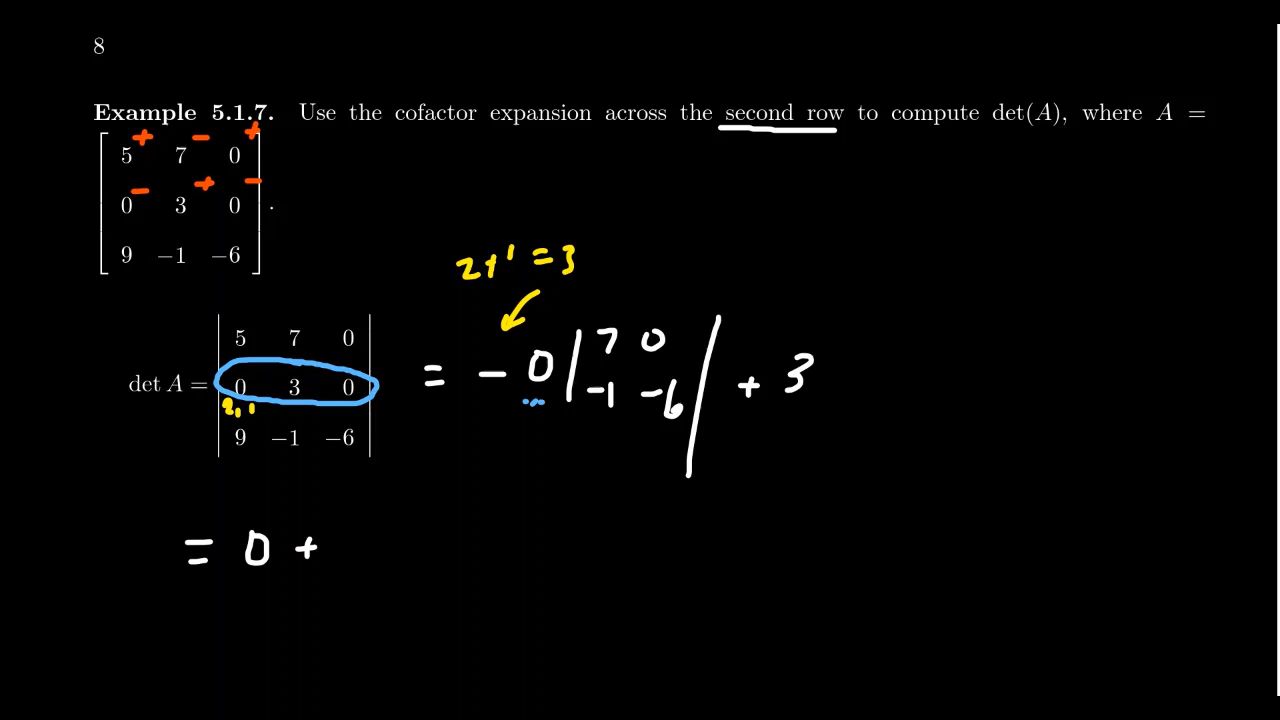 8
Example 5.1.7. Use the cofactor expansion across the second row to compute det(A), where A =
+ − +
5 7 0
− + −
0 3 0 .
9 −1 −6
2+1 = 3
5 7 0
7 0
det A = 0 3 0 = − 0 | | + 3
2,1 ...
−1 −6
9 −1 −6
= 0 +